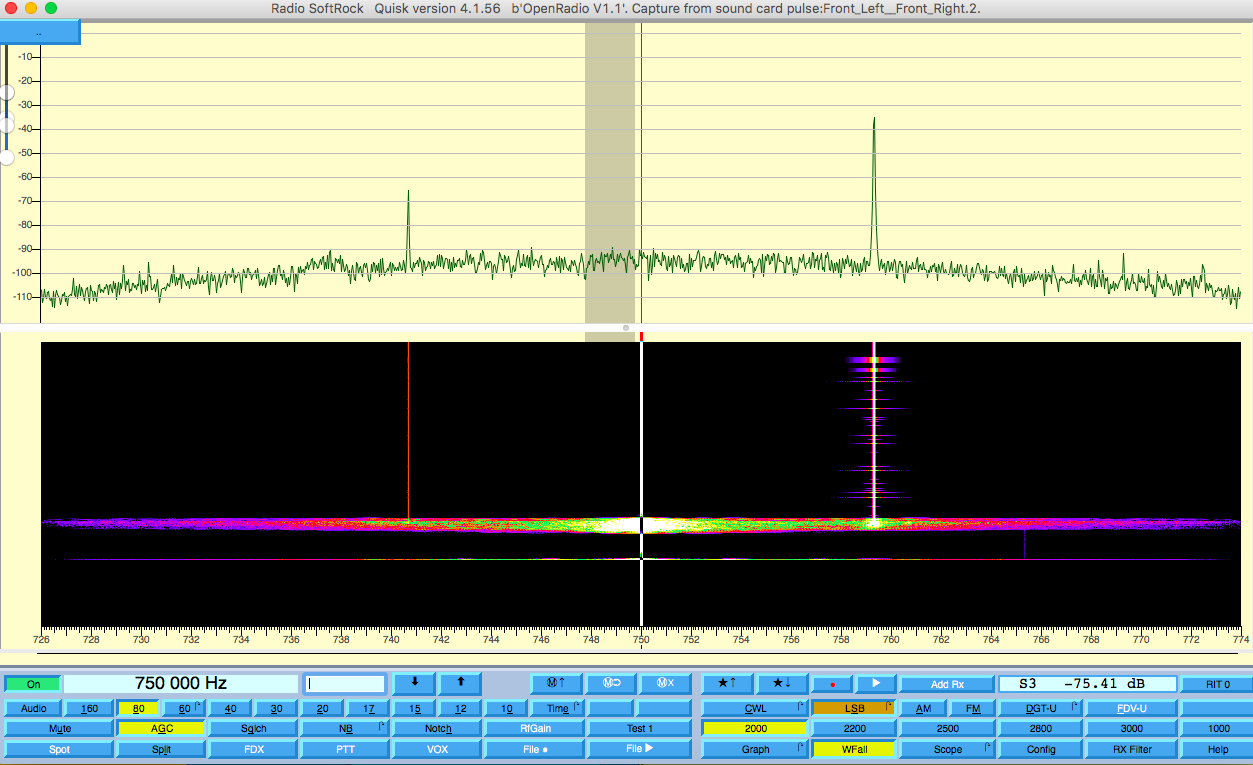 Radio SoftRock Quisk version 4.1.56 b'OpenRadio V1.1'. Capture from sound card pulse:Front_Left__Front_Right.2.
..
-10
-20
-30
-40
-50
-60
-70
-80
-90
-100
-110
726 728 730 732 734 736 738 740 742 744 746 748 750 752 754 756 758 760 762 764 766 768 770 772 774
On 750 000 Hz ⬇ ⬆ Ⓜ↑ Ⓜ➲ Ⓜ☓ ★↑ ★↓ ● ▶ Add Rx S3 -75.41 dB RIT 0
Audio 160 80 60 40 30 20 17 15 12 10 Time CWL LSB AM FM DGT-U FDV-U
Mute AGC Sqlch NB Notch RfGain Test 1 2000 2200 2500 2800 3000 1000
Spot Split FDX PTT VOX File ● File ▶ Graph WFall Scope Config RX Filter Help